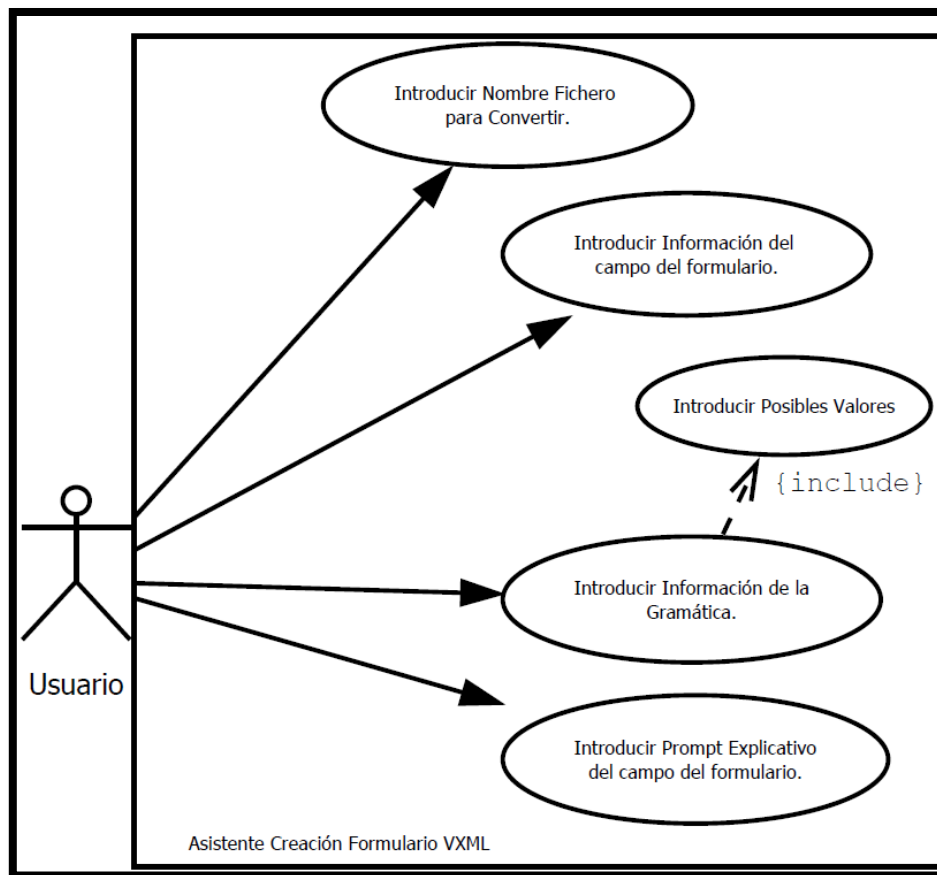 Introducir Nombre Fichero
para Convertir.
Introducir Información del
campo del formulario.
Introducir Posibles Valores
{include}
Introducir Información de la
Gramática.
Usuario
Introducir Prompt Explicativo
del campo del formulario.
Asistente Creación Formulario VXML